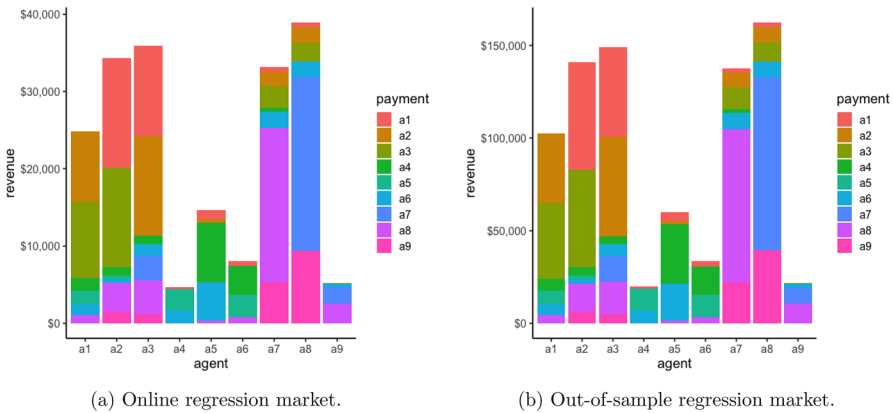 $40,000
$30,000
$20,000
$10,000
$0
revenue
a1 a2 a3 a4 a5 a6 a7 a8 a9
agent
payment
a1
a2
a3
a4
a5
a6
a7
a8
a9
(a) Online regression market.
$150,000
$100,000
$50,000
$0
revenue
a1 a2 a3 a4 a5 a6 a7 a8 a9
agent
payment
a1
a2
a3
a4
a5
a6
a7
a8
a9
(b) Out-of-sample regression market.